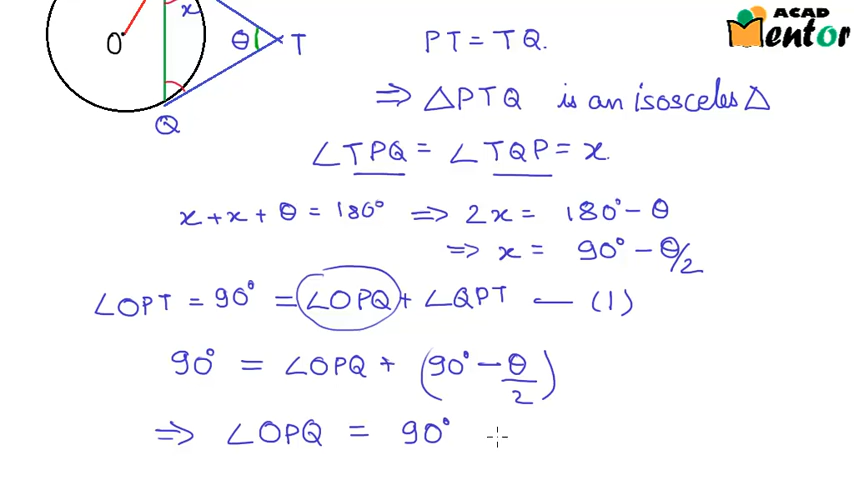 ACAD
mentor
x
O
θ T
Q
PT = TQ.
⇒ △PTQ is an isosceles △
∠TPQ = ∠TQP = x.
x + x + θ = 180° ⇒ 2x = 180° - θ
⇒ x = 90° - θ/2
∠OPT = 90° = ∠OPQ + ∠QPT — (1)
90° = ∠OPQ + (90° - θ/2)
⇒ ∠OPQ = 90°